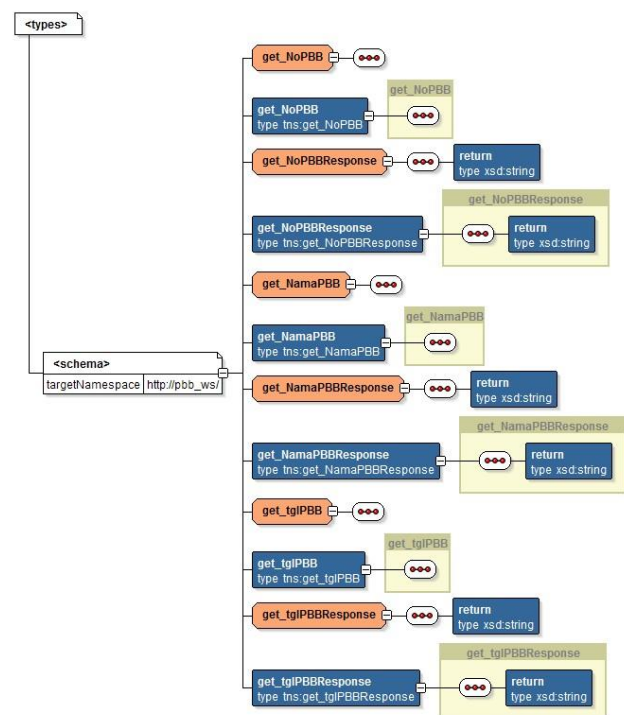 <types>
get_NoPBB
get_NoPBB
get_NoPBB
type tns:get_NoPBB
get_NoPBBResponse
return
type xsd:string
get_NoPBBResponse
get_NoPBBResponse
type tns:get_NoPBBResponse
return
type xsd:string
get_NamaPBB
get_NamaPBB
get_NamaPBB
type tns:get_NamaPBB
<schema>
targetNamespace http://pbb_ws/
get_NamaPBBResponse
return
type xsd:string
get_NamaPBBResponse
get_NamaPBBResponse
type tns:get_NamaPBBResponse
return
type xsd:string
get_tglPBB
get_tglPBB
get_tglPBB
type tns:get_tglPBB
get_tglPBBResponse
return
type xsd:string
get_tglPBBResponse
get_tglPBBResponse
type tns:get_tglPBBResponse
return
type xsd:string